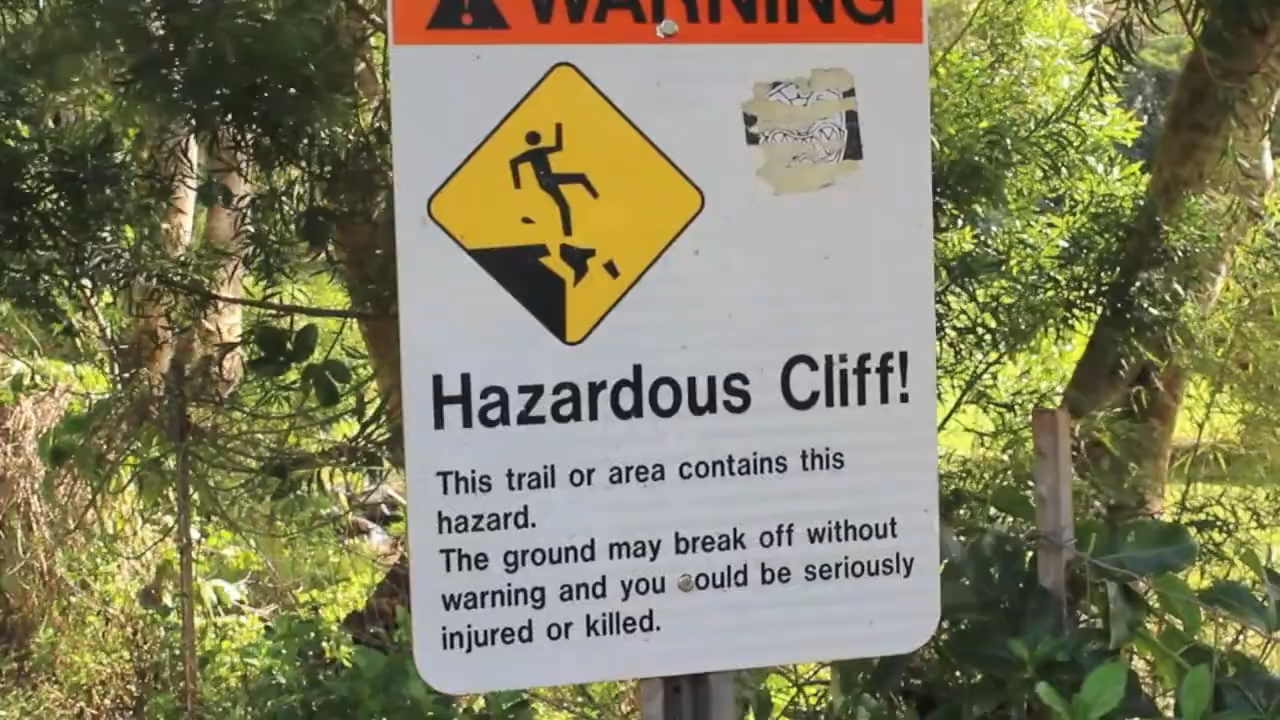 WARNING
Hazardous Cliff!
This trail or area contains this
hazard.
The ground may break off without
warning and you could be seriously
injured or killed.